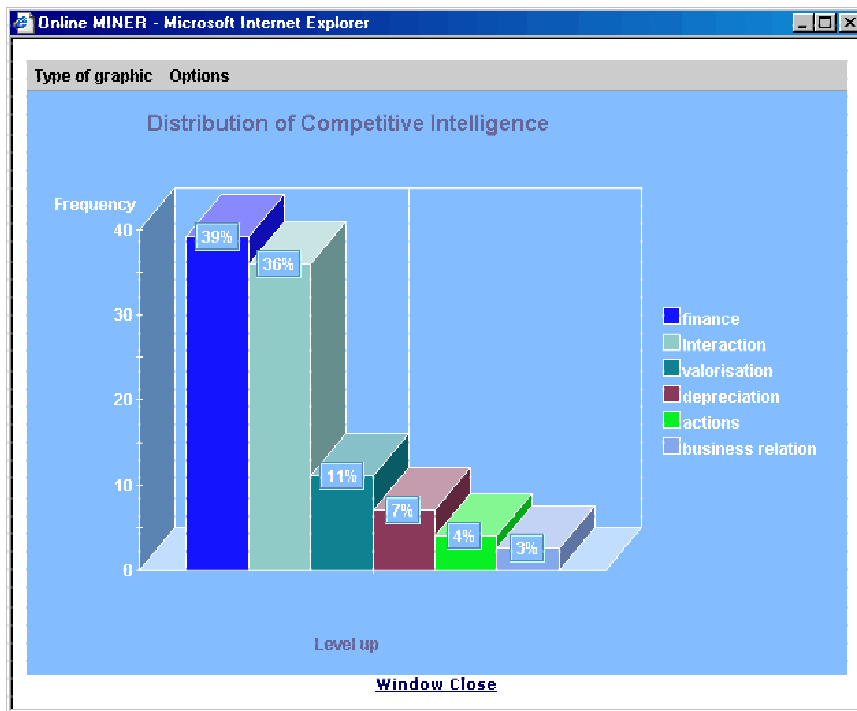 Online MINER - Microsoft Internet Explorer
Type of graphic Options
Distribution of Competitive Intelligence
Frequency
40
39%
36%
30
finance
Interaction
valorisation
20
depreciation
actions
business relation
11%
10
7%
4%
3%
0
Level up
Window Close